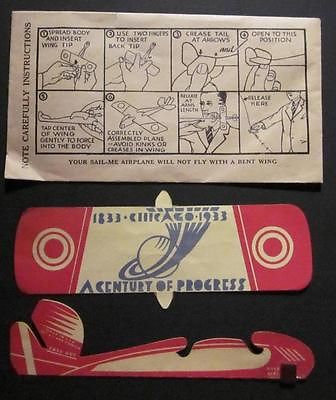 NOTE CAREFULLY INSTRUCTIONS
1 SPREAD BODY
AND INSERT
WING TIP
2 USE TWO FINGERS
TO INSERT
BACK TIP
3 CREASE TAIL
AT ARROWS
and
4 OPEN TO THIS
POSITION
5
TAP CENTER
OF WING
GENTLY TO FORCE
INTO THE BODY
6
CORRECTLY
ASSEMBLED PLANE
—AVOID KINKS OR
CREASES IN WING
RELEASE AT
ARMS
LENGTH
RELEASE
HERE
YOUR SAIL-ME AIRPLANE WILL NOT FLY WITH A BENT WING
1833·CHICAGO·1933
A CENTURY OF PROGRESS